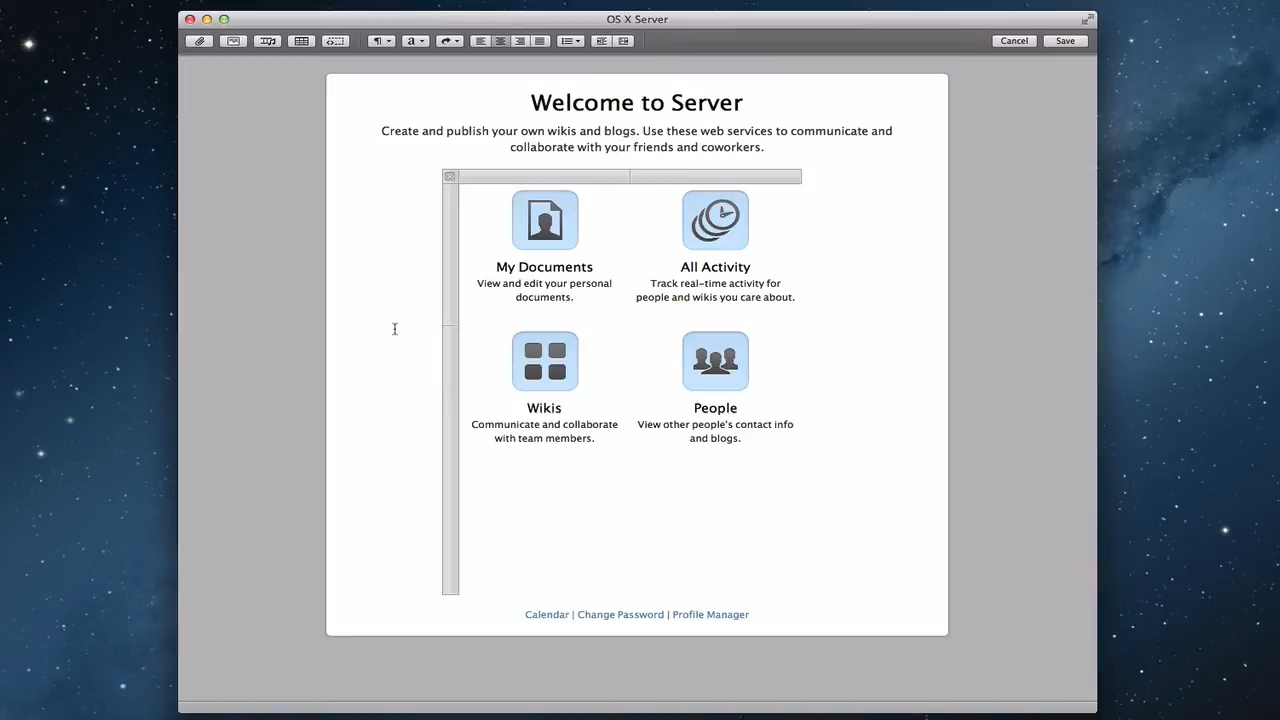 OS X Server
a
Cancel
Save
Welcome to Server
Create and publish your own wikis and blogs. Use these web services to communicate and
collaborate with your friends and coworkers.
My Documents
View and edit your personal
documents.
All Activity
Track real-time activity for
people and wikis you care about.
Wikis
Communicate and collaborate
with team members.
People
View other people's contact info
and blogs.
Calendar | Change Password | Profile Manager